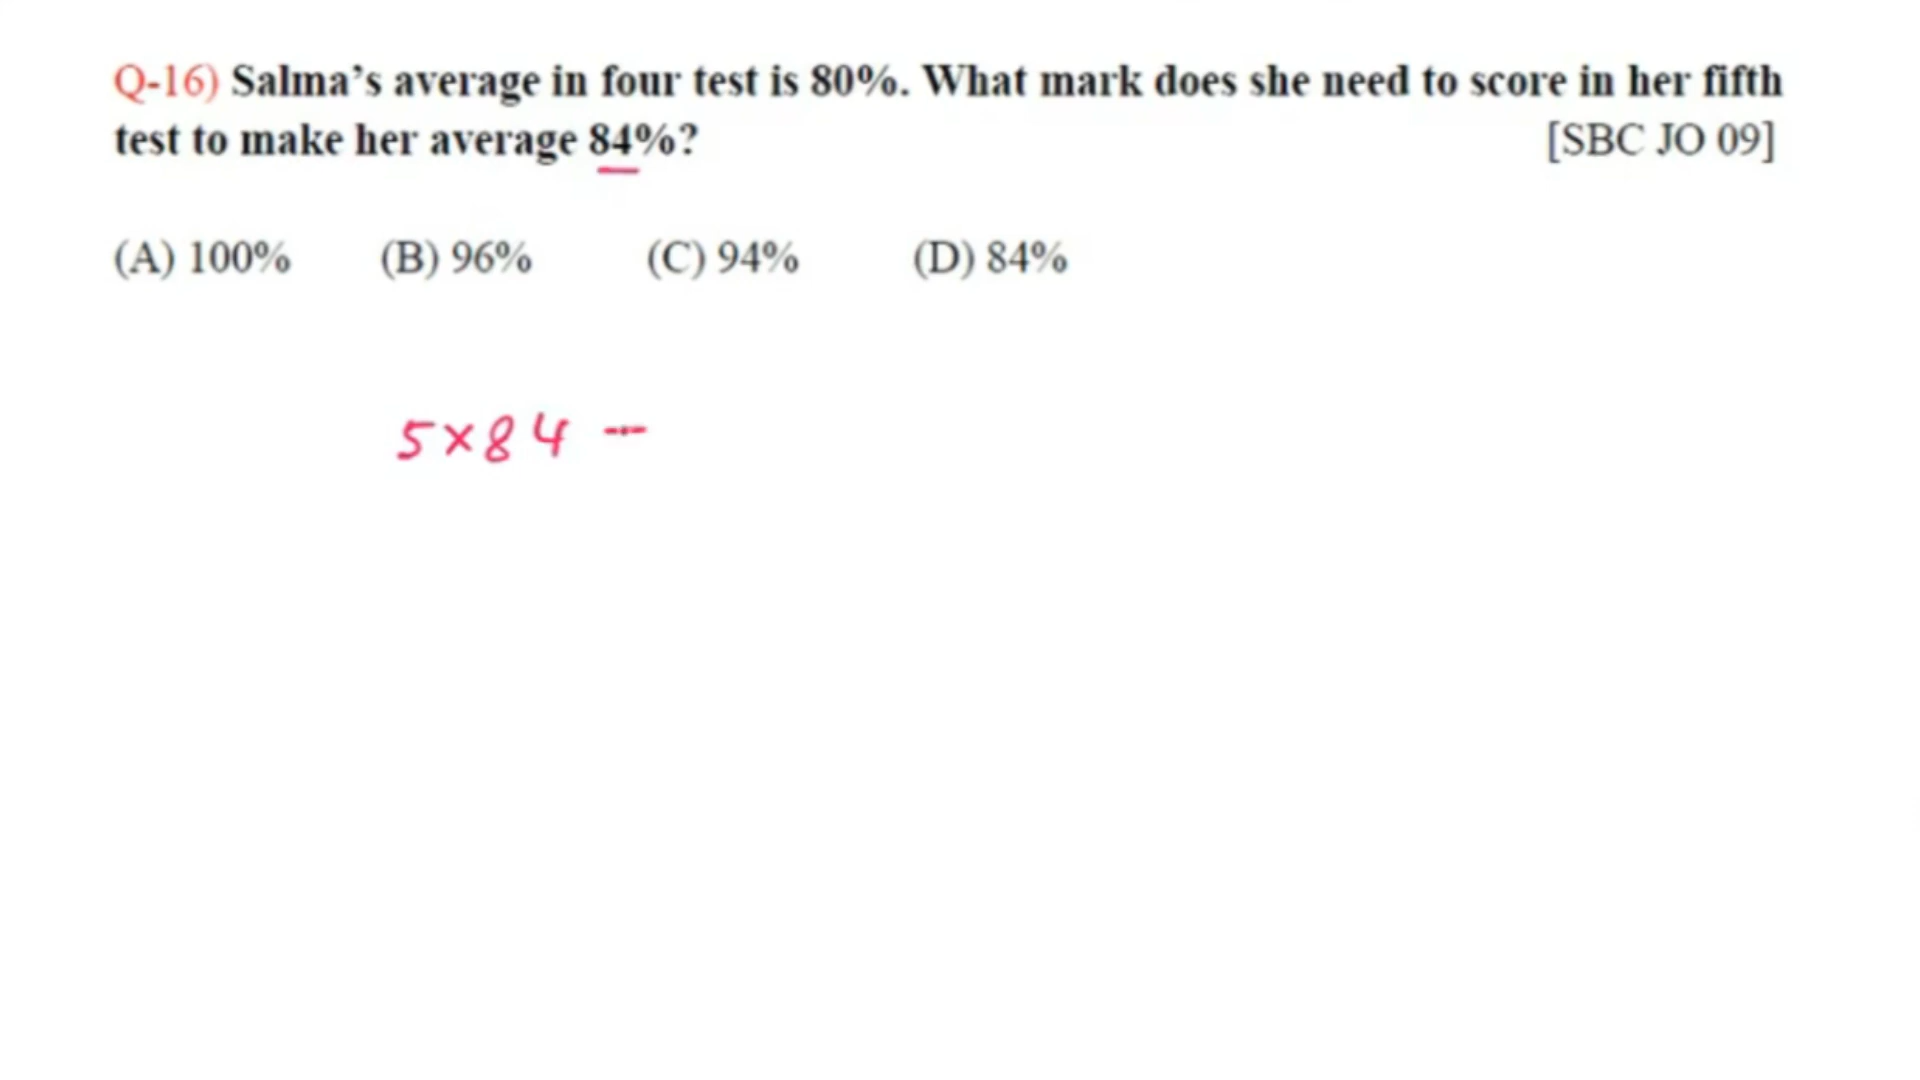 Q-16) Salma's average in four test is 80%. What mark does she need to score in her fifth
test to make her average 84%? [SBC JO 09]
(A) 100% (B) 96% (C) 94% (D) 84%
5×84 -